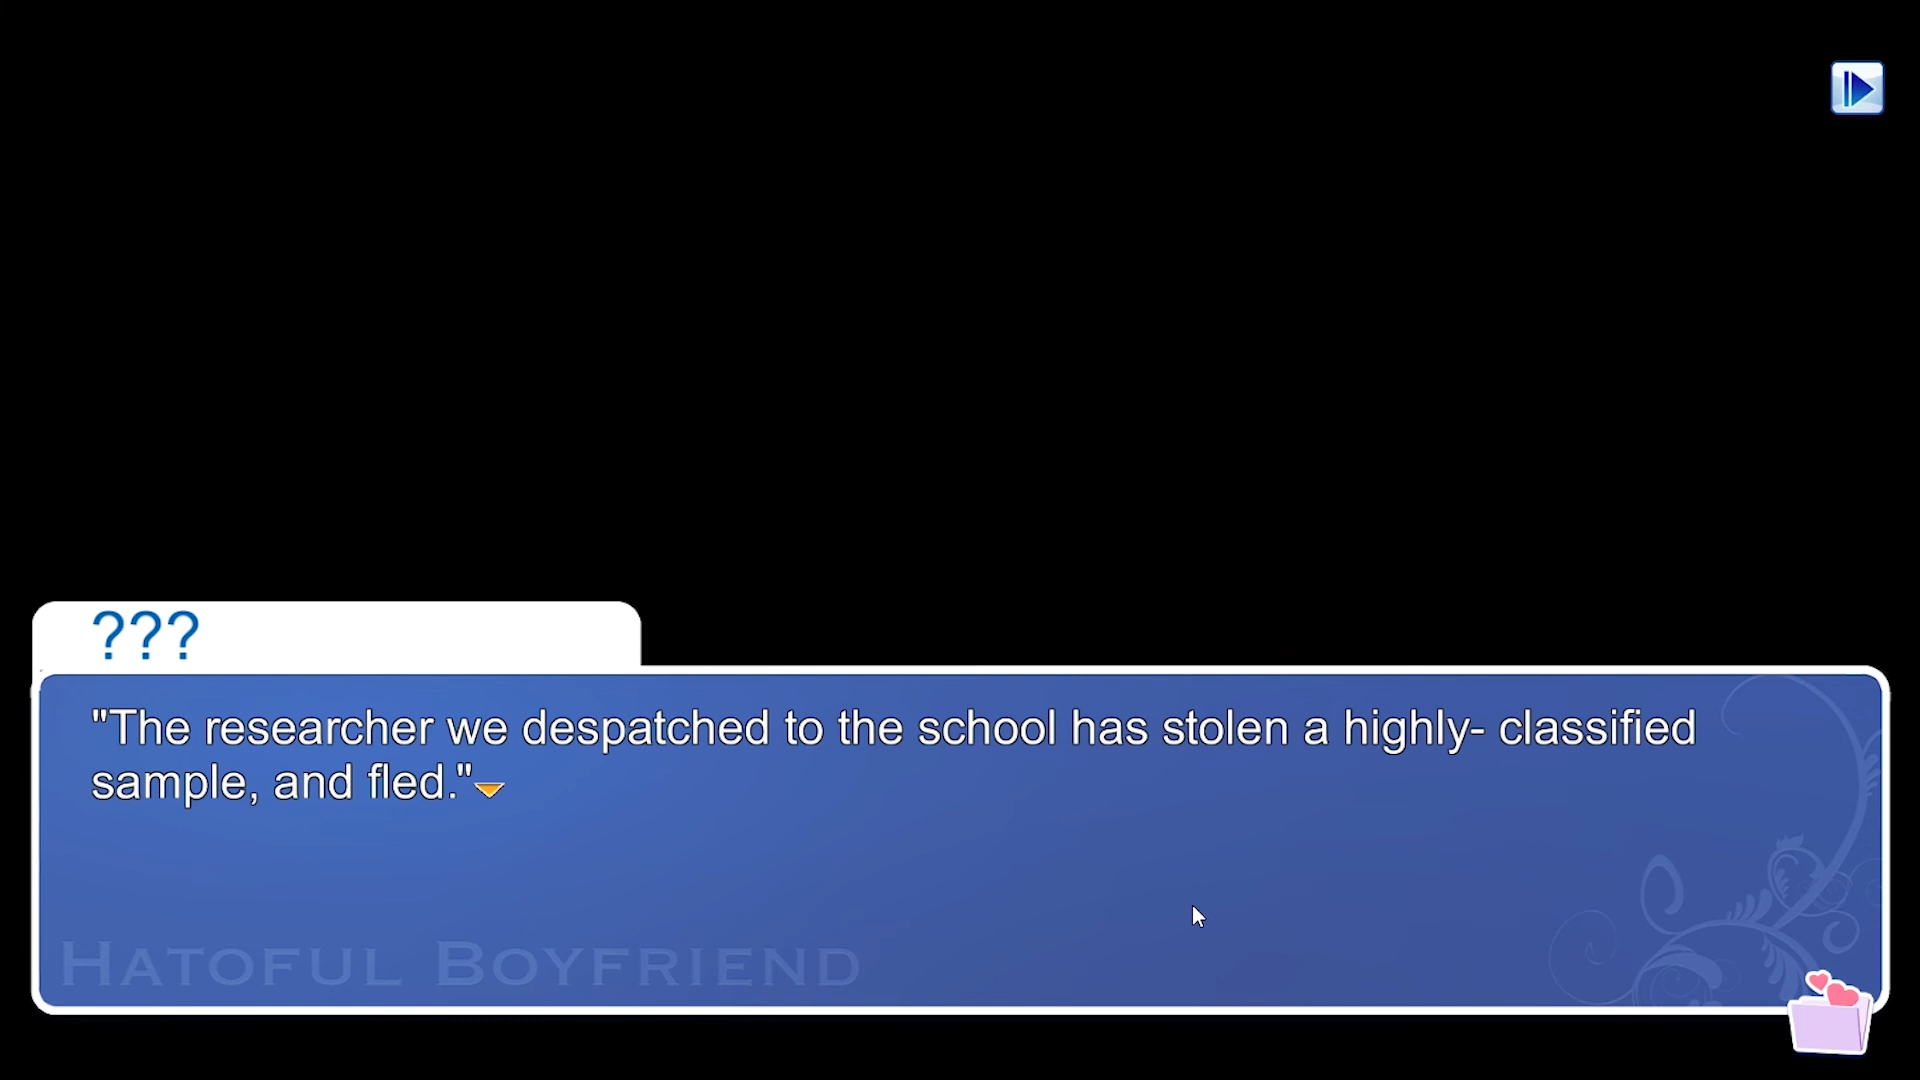 ???
"The researcher we despatched to the school has stolen a highly- classified
sample, and fled."
HATOFUL BOYFRIEND